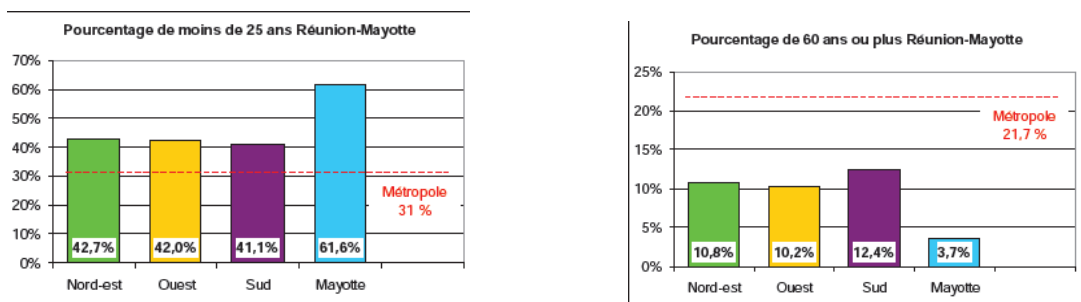 Pourcentage de moins de 25 ans Réunion-Mayotte
70%
60%
50%
40%
30%
20%
10%
0%
Métropole
31 %
42,7%
42,0%
41,1%
61,6%
Nord-est
Ouest
Sud
Mayotte
Pourcentage de 60 ans ou plus Réunion-Mayotte
25%
20%
15%
10%
5%
0%
Métropole
21,7 %
10,8%
10,2%
12,4%
3,7%
Nord-est
Ouest
Sud
Mayotte